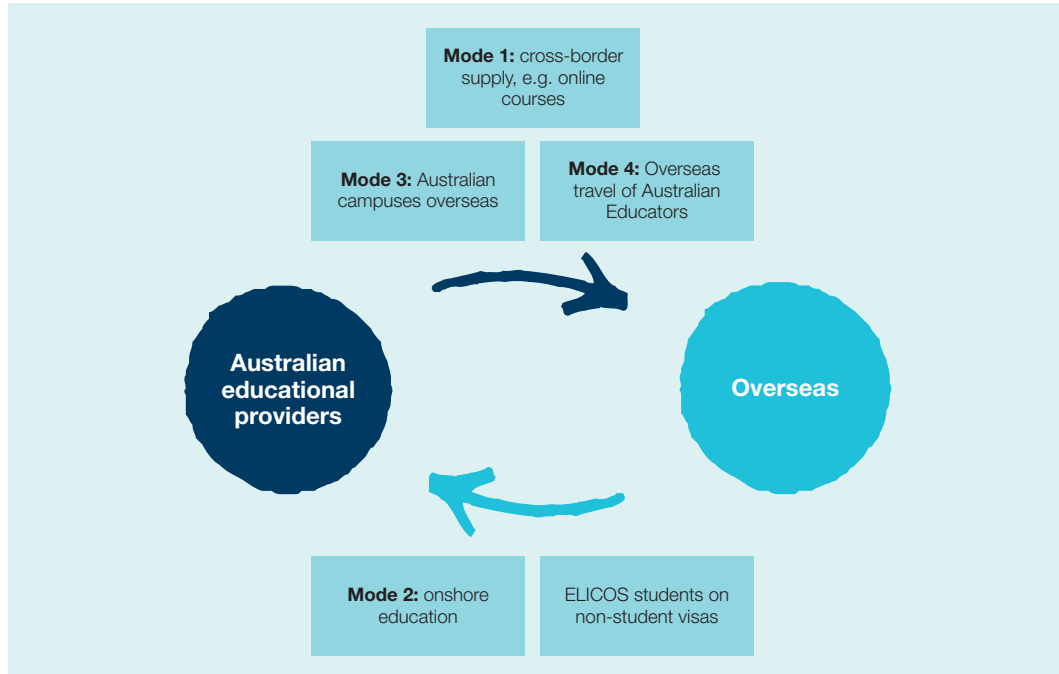 Mode 1: cross-border
supply, e.g. online
courses
Mode 3: Australian
campuses overseas
Mode 4: Overseas
travel of Australian
Educators
Australian
educational
providers
Overseas
Mode 2: onshore
education
ELICOS students on
non-student visas